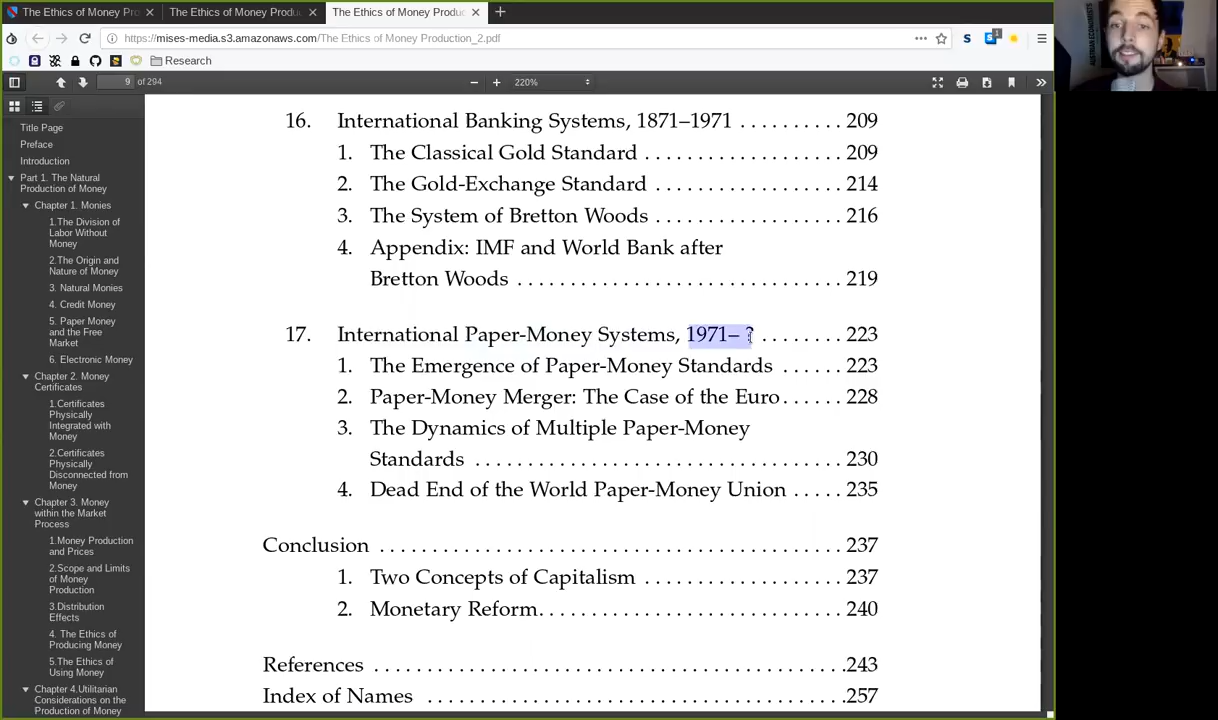 The Ethics of Money Pro
The Ethics of Money Produ
The Ethics of Money Produc
https://mises-media.s3.amazonaws.com/The Ethics of Money Production_2.pdf
Research
9 of 294
220%
Title Page
Preface
Introduction
Part 1. The Natural
Production of Money
Chapter 1. Monies
1.The Division of
Labor Without
Money
2.The Origin and
Nature of Money
3. Natural Monies
4. Credit Money
5. Paper Money
and the Free
Market
6. Electronic Money
Chapter 2. Money
Certificates
1.Certificates
Physically
Integrated with
Money
2.Certificates
Physically
Disconnected from
Money
Chapter 3. Money
within the Market
Process
1.Money Production
and Prices
2.Scope and Limits
of Money
Production
3.Distribution
Effects
4. The Ethics of
Producing Money
5.The Ethics of
Using Money
Chapter 4.Utilitarian
Considerations on the
Production of Money
16. International Banking Systems, 1871–1971 . . . . . . . . . . 209
1. The Classical Gold Standard . . . . . . . . . . . . . . . . . . . 209
2. The Gold-Exchange Standard . . . . . . . . . . . . . . . . . . 214
3. The System of Bretton Woods . . . . . . . . . . . . . . . . . . 216
4. Appendix: IMF and World Bank after
Bretton Woods . . . . . . . . . . . . . . . . . . . . . . . . . . . . . 219
17. International Paper-Money Systems, 1971– ? . . . . . . . . 223
1. The Emergence of Paper-Money Standards . . . . . . 223
2. Paper-Money Merger: The Case of the Euro . . . . . . 228
3. The Dynamics of Multiple Paper-Money
Standards . . . . . . . . . . . . . . . . . . . . . . . . . . . . . . . . . 230
4. Dead End of the World Paper-Money Union . . . . . 235
Conclusion . . . . . . . . . . . . . . . . . . . . . . . . . . . . . . . . . . . . . . . . 237
1. Two Concepts of Capitalism . . . . . . . . . . . . . . . . . . . 237
2. Monetary Reform. . . . . . . . . . . . . . . . . . . . . . . . . . . . 240
References . . . . . . . . . . . . . . . . . . . . . . . . . . . . . . . . . . . . . . . . .243
Index of Names . . . . . . . . . . . . . . . . . . . . . . . . . . . . . . . . . . . .257